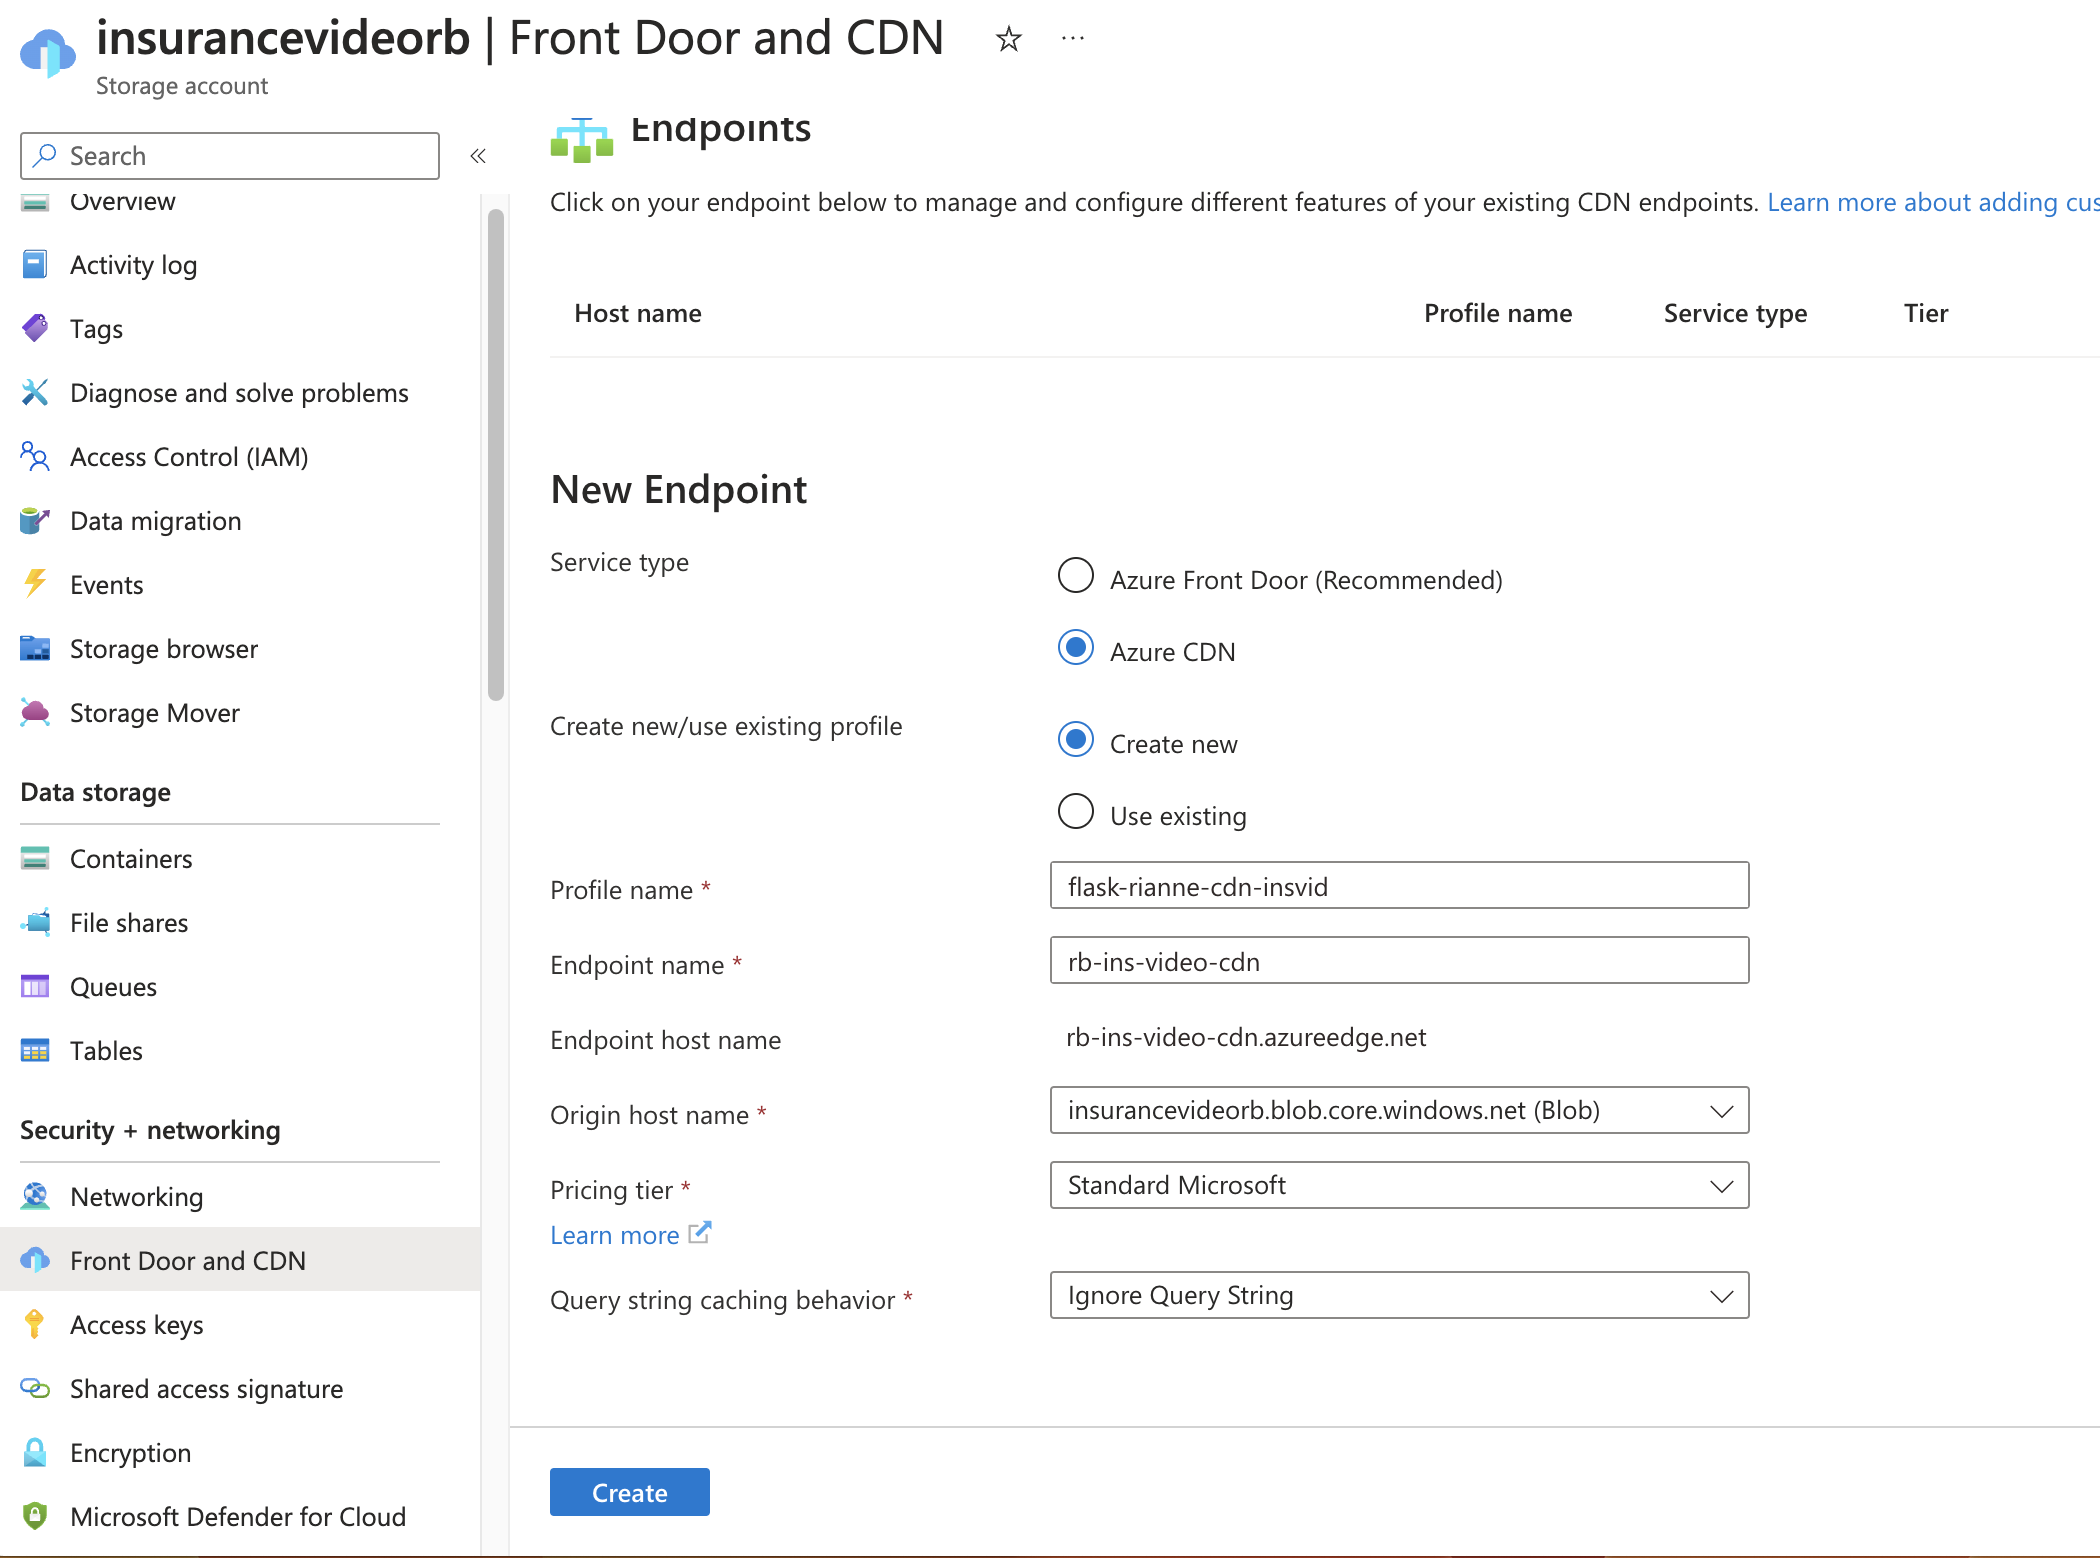 insurancevideorb | Front Door and CDN
Storage account
Search
Overview
Activity log
Tags
Diagnose and solve problems
Access Control (IAM)
Data migration
Events
Storage browser
Storage Mover
Data storage
Containers
File shares
Queues
Tables
Security + networking
Networking
Front Door and CDN
Access keys
Shared access signature
Encryption
Microsoft Defender for Cloud
Endpoints
Click on your endpoint below to manage and configure different features of your existing CDN endpoints. Learn more about adding cus
Host name Profile name Service type Tier
New Endpoint
Service type
Azure Front Door (Recommended)
Azure CDN
Create new/use existing profile
Create new
Use existing
Profile name * flask-rianne-cdn-insvid
Endpoint name * rb-ins-video-cdn
Endpoint host name rb-ins-video-cdn.azureedge.net
Origin host name * insurancevideorb.blob.core.windows.net (Blob)
Pricing tier * Standard Microsoft
Learn more
Query string caching behavior * Ignore Query String
Create